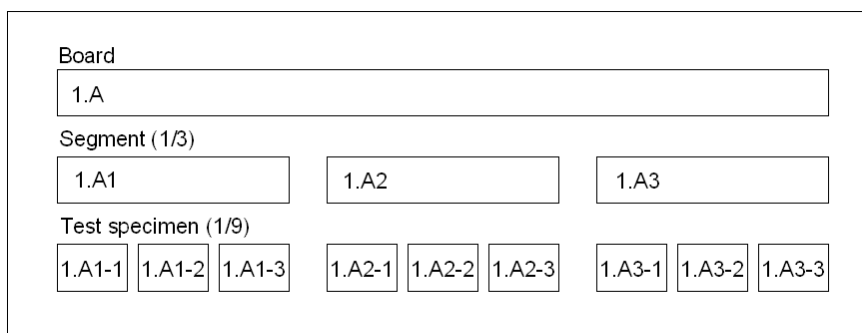 Board
1.A
Segment (1/3)
1.A1 1.A2 1.A3
Test specimen (1/9)
1.A1-1 1.A1-2 1.A1-3 1.A2-1 1.A2-2 1.A2-3 1.A3-1 1.A3-2 1.A3-3